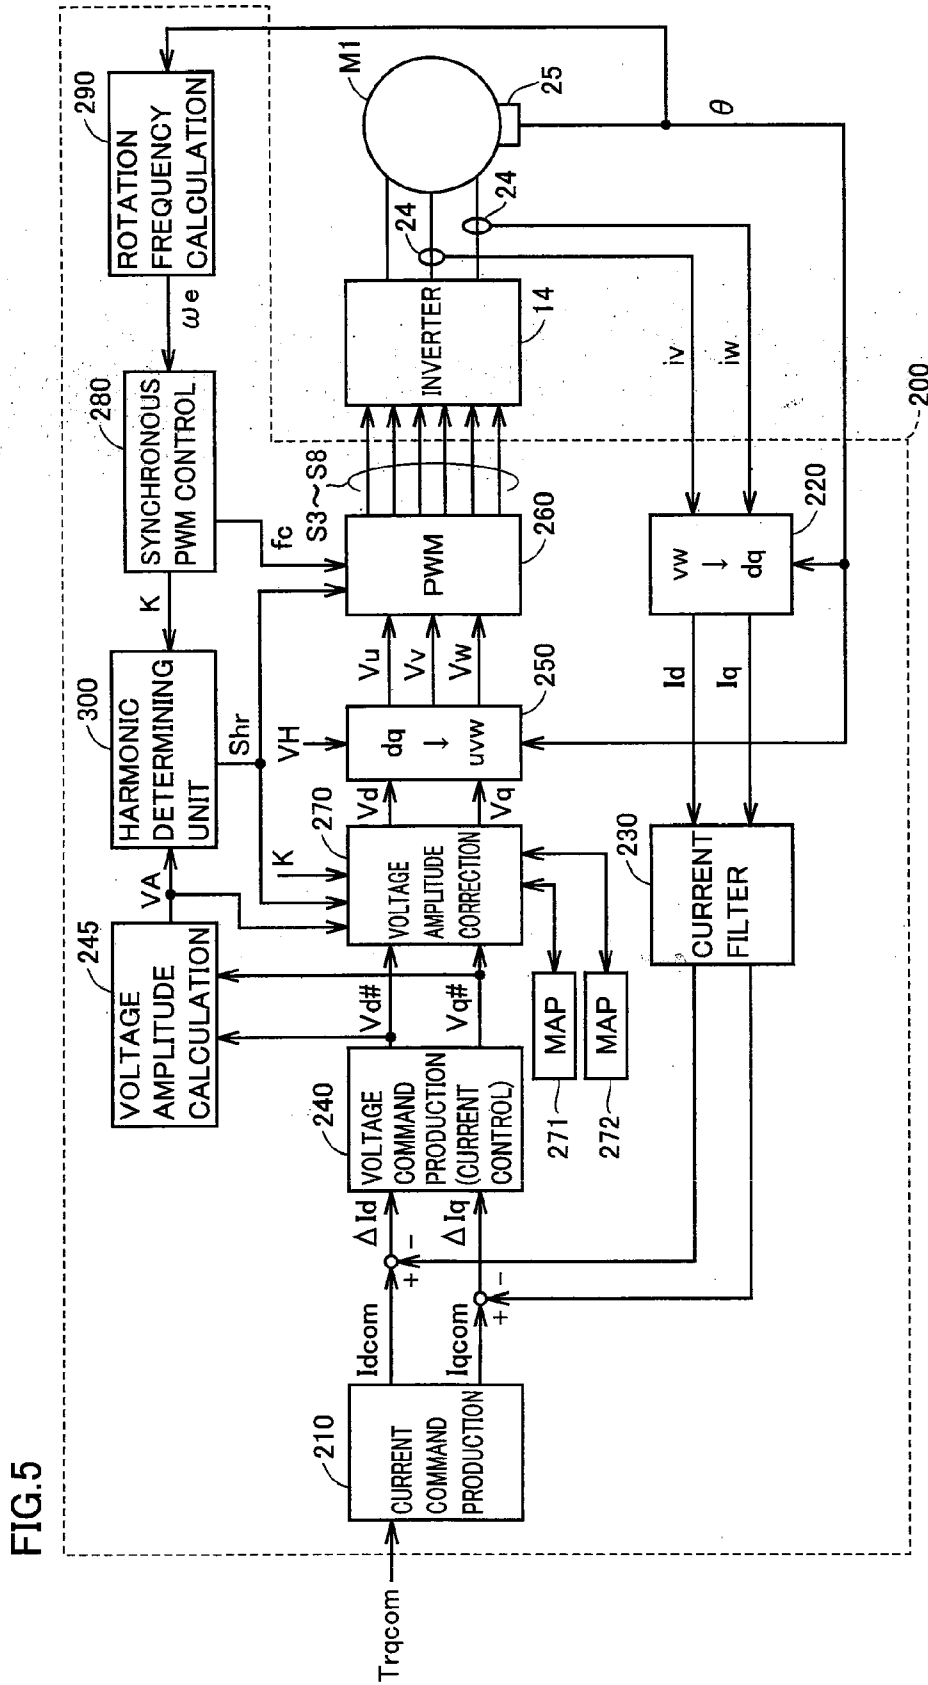 FIG.5
290
ROTATION
FREQUENCY
CALCULATION
ωe
280
SYNCHRONOUS
PWM CONTROL
K
fc
300
HARMONIC
DETERMINING
UNIT
Shr
VA
245
VOLTAGE
AMPLITUDE
CALCULATION
Trqcom
210
CURRENT
COMMAND
PRODUCTION
Idcom
Iqcom
+
−
+
−
ΔId
ΔIq
240
VOLTAGE
COMMAND
PRODUCTION
(CURRENT
CONTROL)
Vd#
Vq#
270
VOLTAGE
AMPLITUDE
CORRECTION
K
MAP
271
MAP
272
Vd
Vq
VH
dq
→
uvw
250
Vu
Vv
Vw
PWM
260
S3~S8
INVERTER
14
24
24
M1
25
θ
iv
iw
vw
→
dq
220
Id
Iq
230
CURRENT
FILTER
200